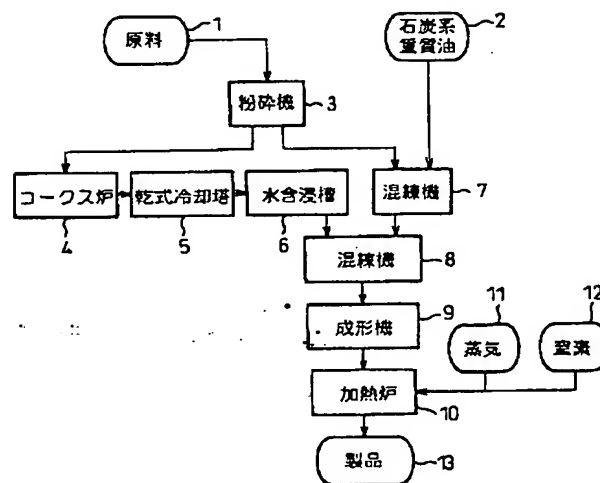 原料
1
石炭系
重質油
2
粉砕機
3
コークス炉
4
乾式冷却塔
5
水含浸槽
6
混練機
7
混練機
8
成形機
9
蒸気
11
窒素
12
加熱炉
10
製品
13